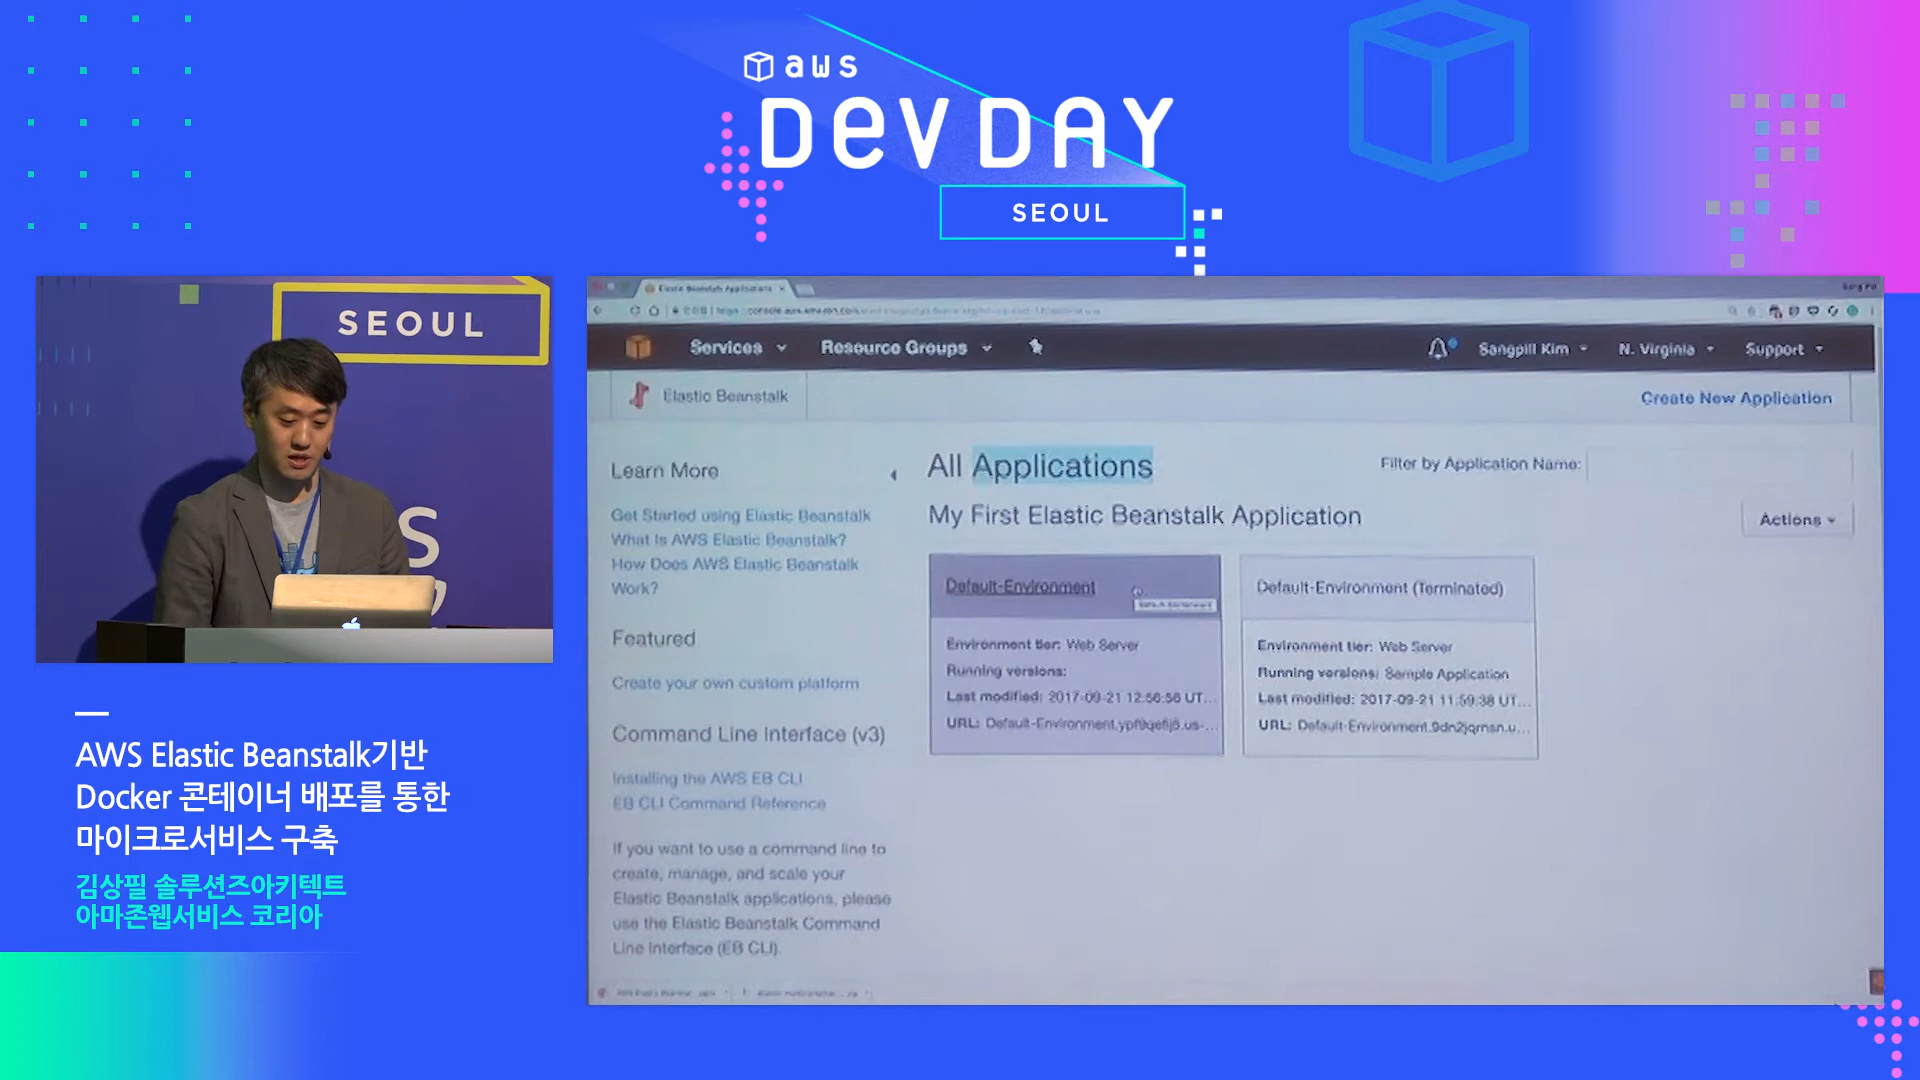 aws
DEV DAY
SEOUL
SEOUL
AWS Elastic Beanstalk기반
Docker 콘테이너 배포를 통한
마이크로서비스 구축
김상필 솔루션즈아키텍트
아마존웹서비스 코리아
Elastic Beanstalk Applications
Services
Resource Groups
Sangpill Kim
N. Virginia
Support
Elastic Beanstalk
Create New Application
Learn More
Get Started using Elastic Beanstalk
What Is AWS Elastic Beanstalk?
How Does AWS Elastic Beanstalk
Work?
Featured
Create your own custom platform
Command Line Interface (v3)
Installing the AWS EB CLI
EB CLI Command Reference
If you want to use a command line to
create, manage, and scale your
Elastic Beanstalk applications, please
use the Elastic Beanstalk Command
Line Interface (EB CLI).
All Applications
Filter by Application Name:
My First Elastic Beanstalk Application
Actions
Default-Environment
Environment tier: Web Server
Running versions:
Last modified: 2017-09-21 12:56:56 UT...
URL: Default-Environment
Default-Environment (Terminated)
Environment tier: Web Server
Running versions: Sample Application
Last modified: 2017-09-21 11:59:38 UT...
URL: Default-Environment